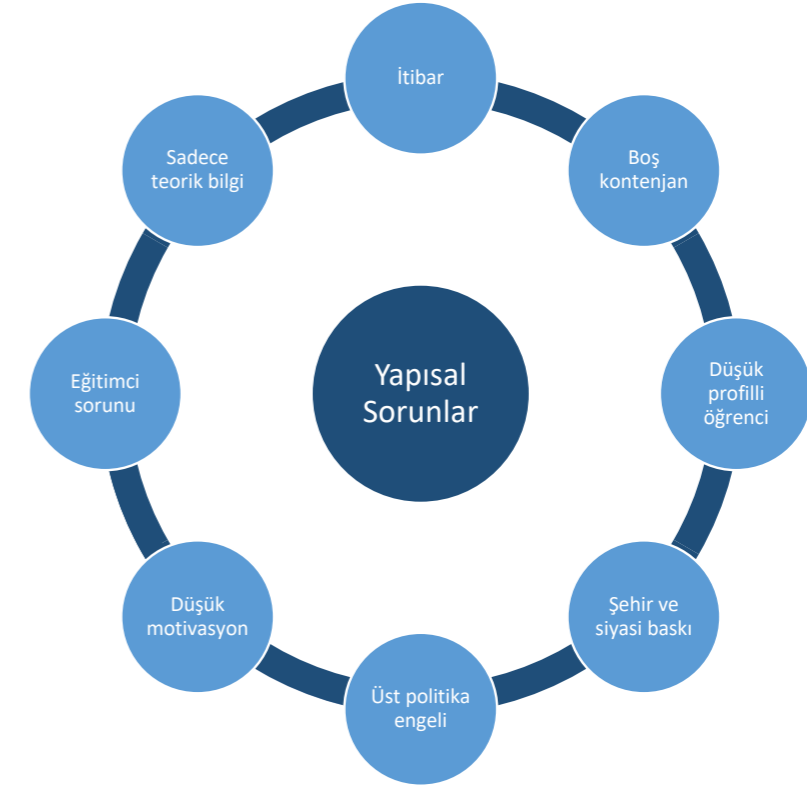 İtibar
Boş
kontenjan
Düşük
profilli
öğrenci
Şehir ve
siyasi baskı
Üst politika
engeli
Düşük
motivasyon
Eğitimci
sorunu
Sadece
teorik bilgi
Yapısal
Sorunlar